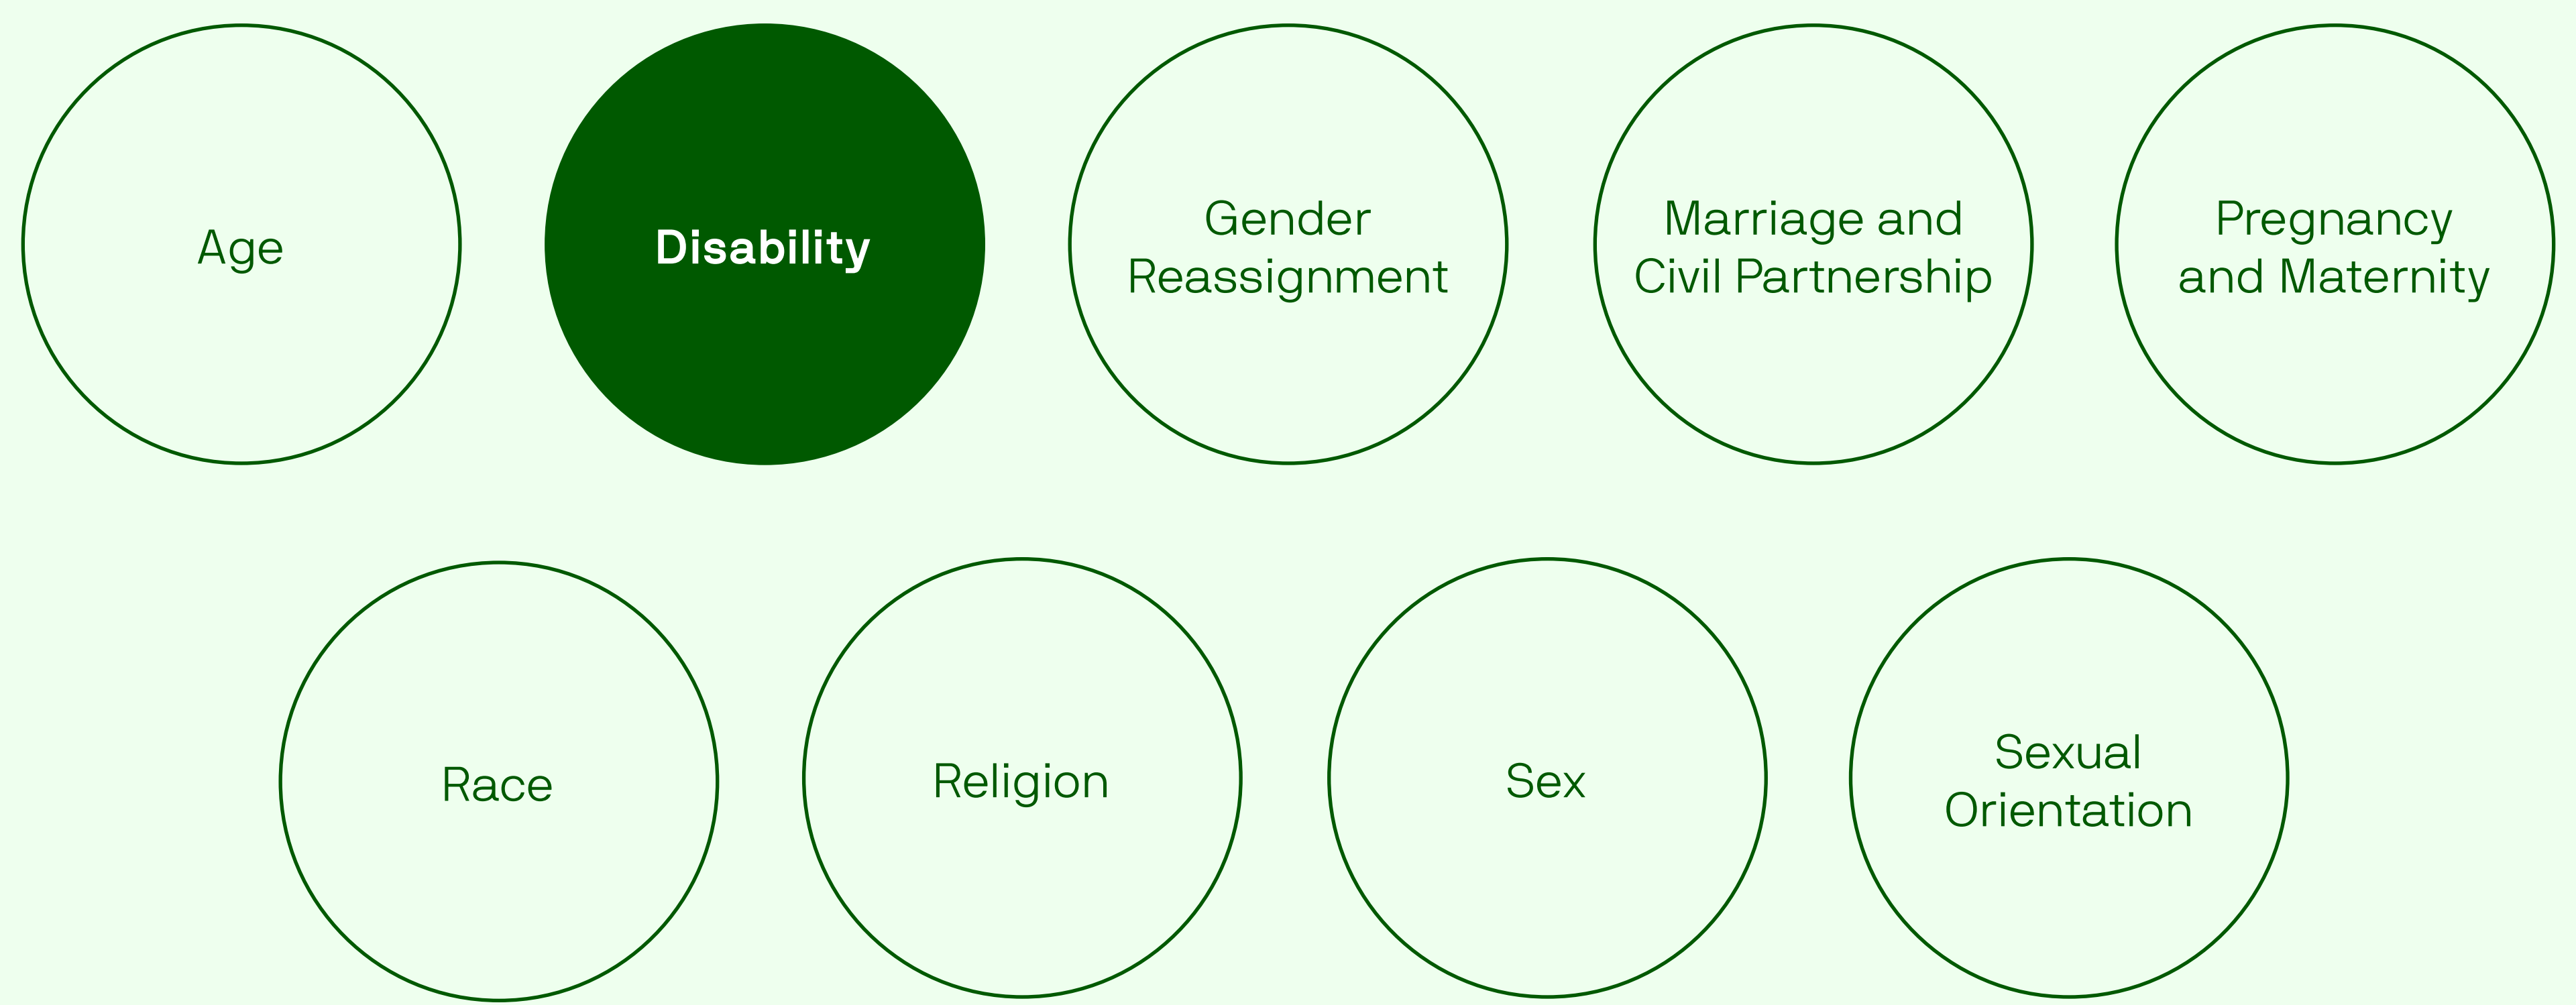 Age
Disability
Gender
Reassignment
Marriage and
Civil Partnership
Pregnancy
and Maternity
Race
Religion
Sex
Sexual
Orientation